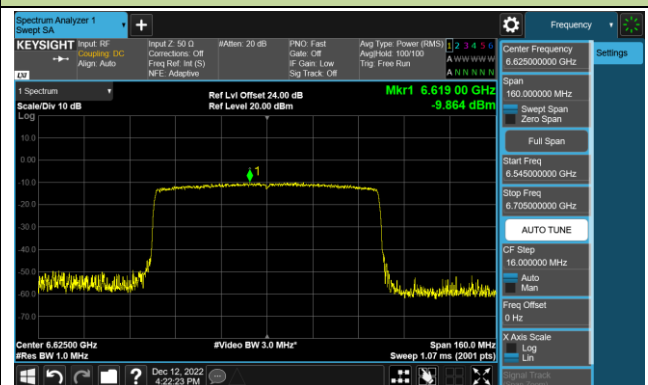 Spectrum Analyzer 1
Swept SA
Frequency
KEYSIGHT
Input: RF
Coupling: DC
Align: Auto
Input Z: 50 Ω
Corrections: Off
Freq Ref: Int (S)
NFE: Adaptive
#Atten: 20 dB
PNO: Fast
Gate: Off
IF Gain: Low
Sig Track: Off
Avg Type: Power (RMS)
Avg|Hold: 100/100
Trig: Free Run
1 2 3 4 5 6
A W W W W W
A N N N N N
LXI
Center Frequency
6.625000000 GHz
Settings
Span
160.000000 MHz
Swept Span
Zero Span
Full Span
Start Freq
6.545000000 GHz
Stop Freq
6.705000000 GHz
AUTO TUNE
CF Step
16.000000 MHz
Auto
Man
Freq Offset
0 Hz
X Axis Scale
Log
Lin
Signal Track
1 Spectrum
Scale/Div 10 dB
Log
Ref Lvl Offset 24.00 dB
Ref Level 20.00 dBm
Mkr1 6.619 00 GHz
-9.864 dBm
10.0
0.00
-10.0
-20.0
-30.0
-40.0
-50.0
-60.0
-70.0
1
Center 6.62500 GHz
#Res BW 1.0 MHz
#Video BW 3.0 MHz*
Span 160.0 MHz
Sweep 1.07 ms (2001 pts)
?
Dec 12, 2022
4:22:23 PM